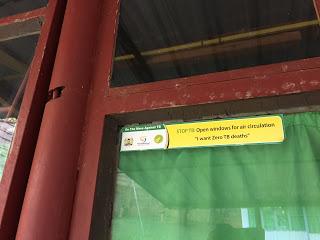 On The Move Against TB
STOP TB: Open windows for air circulation
"I want Zero TB deaths"